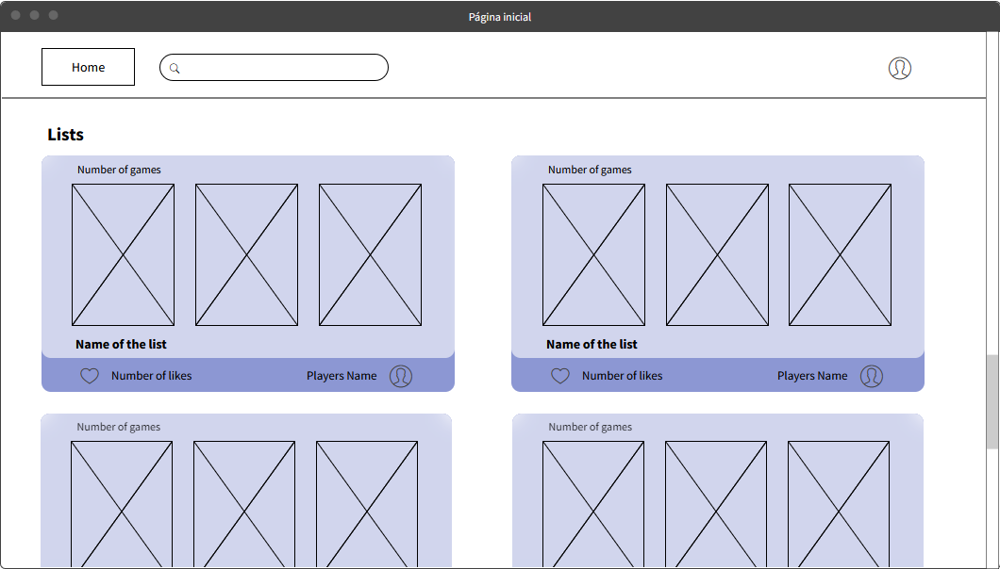 Página inicial
Home
Lists
Number of games
Number of games
Name of the list
Name of the list
Number of likes
Players Name
Number of likes
Players Name
Number of games
Number of games